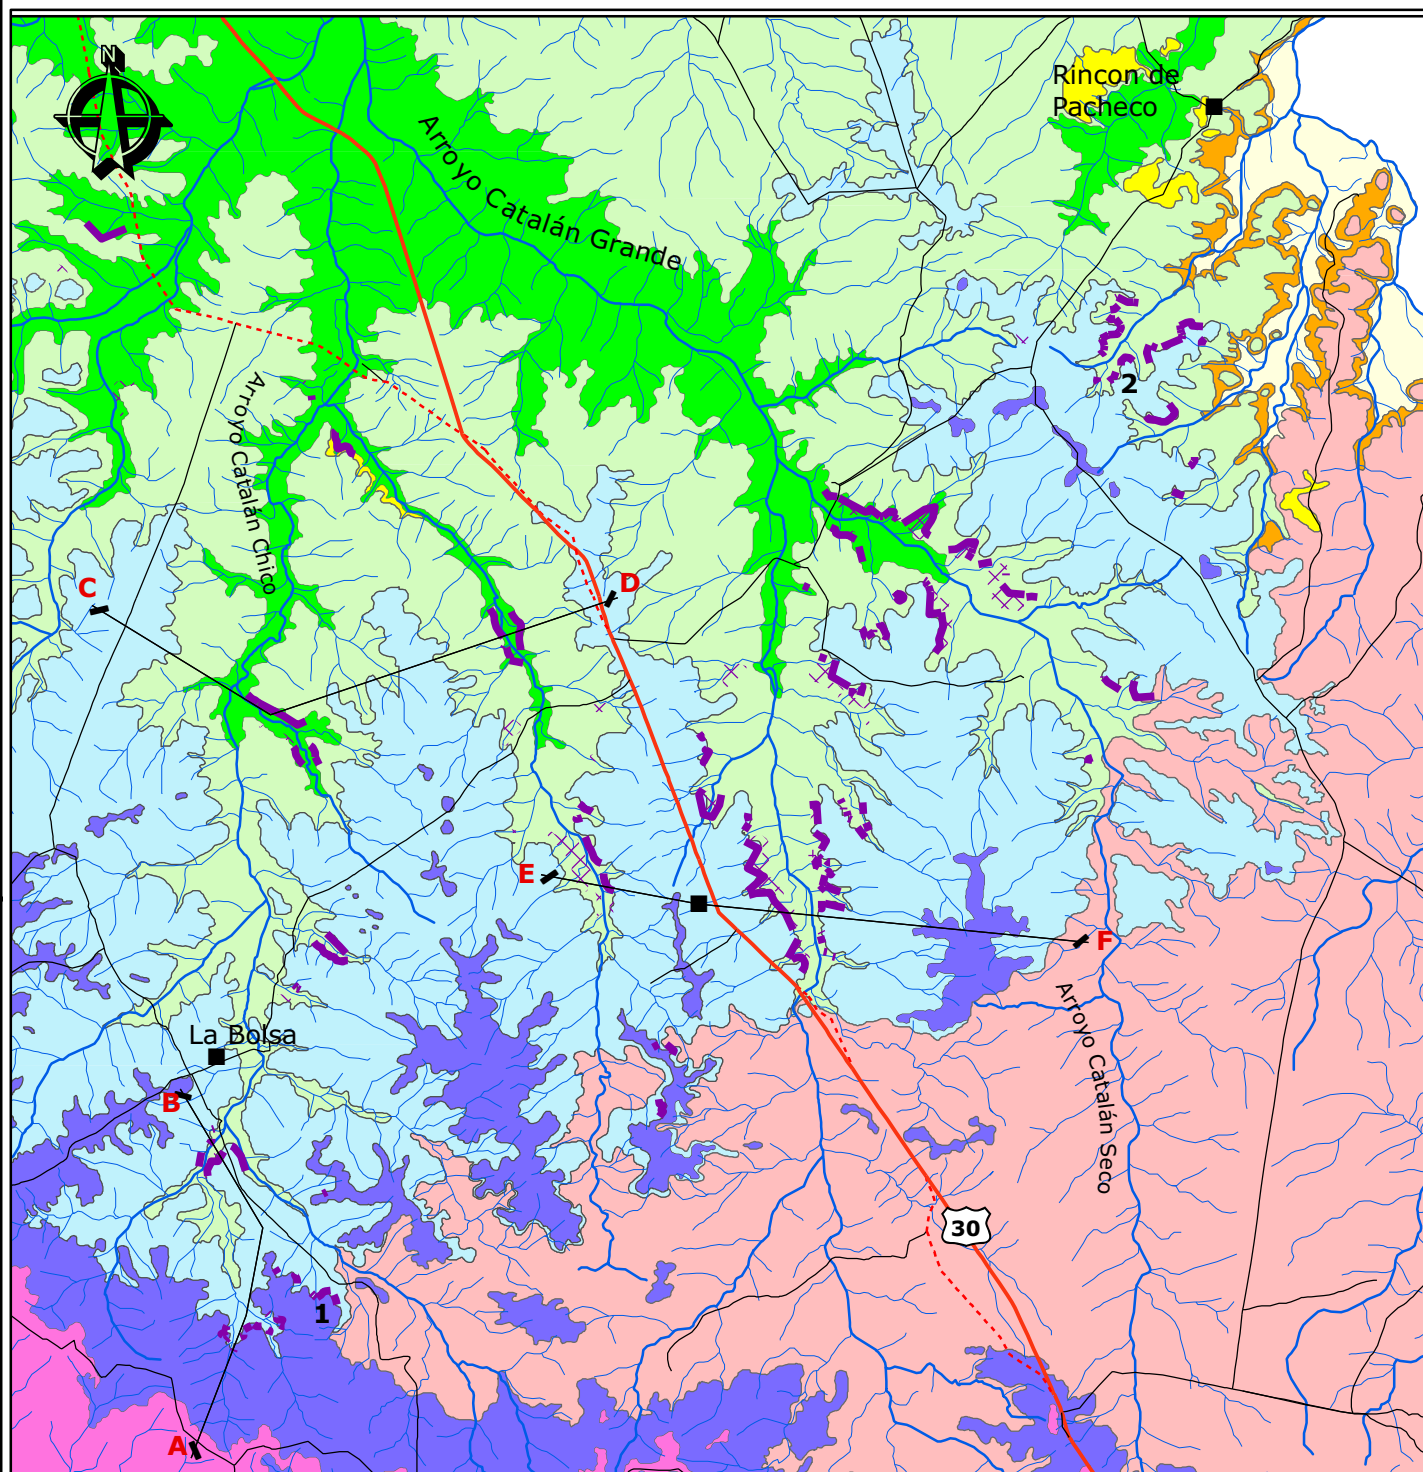 N
Rincon de
Pacheco
Arroyo Catalán Grande
2
Arroyo Catalán Chico
C
D
E
F
Arroyo Catalán Seco
La Bolsa
B
30
1
A